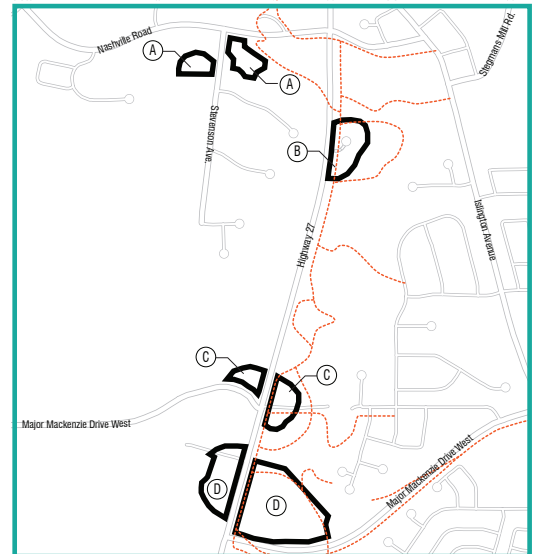 Nashville Road
Stegmans Mill Rd.
A
A
Stevenson Ave.
B
Islington Avenue
Highway 27
C
C
Major Mackenzie Drive West
Major Mackenzie Drive West
D
D